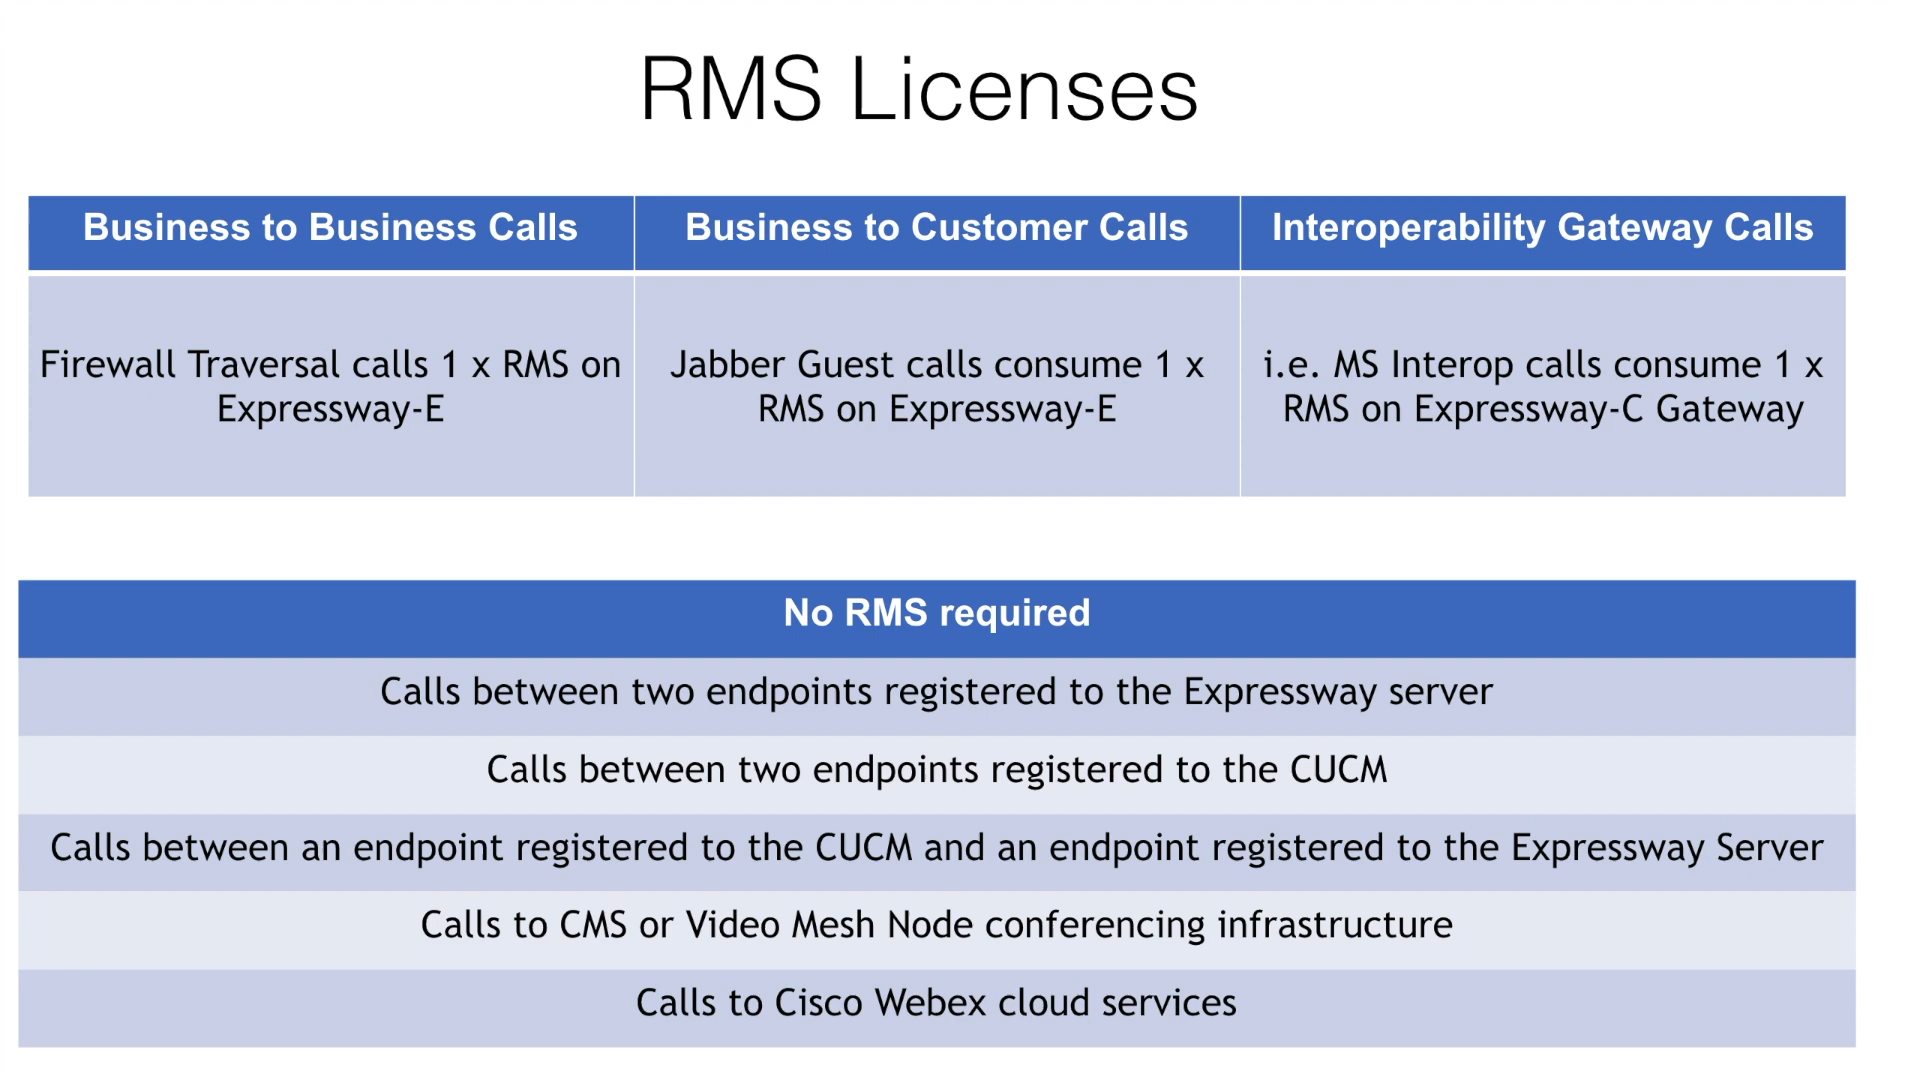 RMS Licenses
Business to Business Calls
Business to Customer Calls
Interoperability Gateway Calls
Firewall Traversal calls 1 x RMS on
Expressway-E
Jabber Guest calls consume 1 x
RMS on Expressway-E
i.e. MS Interop calls consume 1 x
RMS on Expressway-C Gateway
No RMS required
Calls between two endpoints registered to the Expressway server
Calls between two endpoints registered to the CUCM
Calls between an endpoint registered to the CUCM and an endpoint registered to the Expressway Server
Calls to CMS or Video Mesh Node conferencing infrastructure
Calls to Cisco Webex cloud services